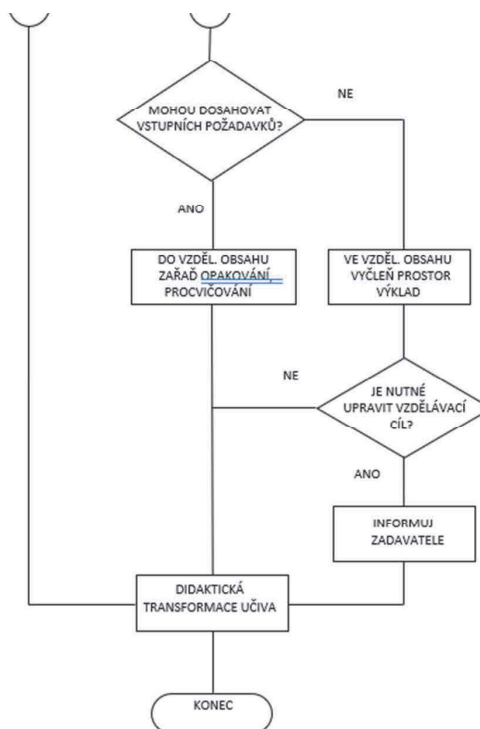 MOHOU DOSAHOVAT
VSTUPNÍCH POŽADAVKŮ?
NE
ANO
DO VZDĚL. OBSAHU
ZAŘAĎ OPAKOVÁNÍ,
PROCVIČOVÁNÍ
VE VZDĚL. OBSAHU
VYČLEŇ PROSTOR
VÝKLAD
NE
JE NUTNÉ
UPRAVIT VZDĚLÁVACÍ
CÍL?
ANO
INFORMUJ
ZADAVATELE
DIDAKTICKÁ
TRANSFORMACE UČIVA
KONEC